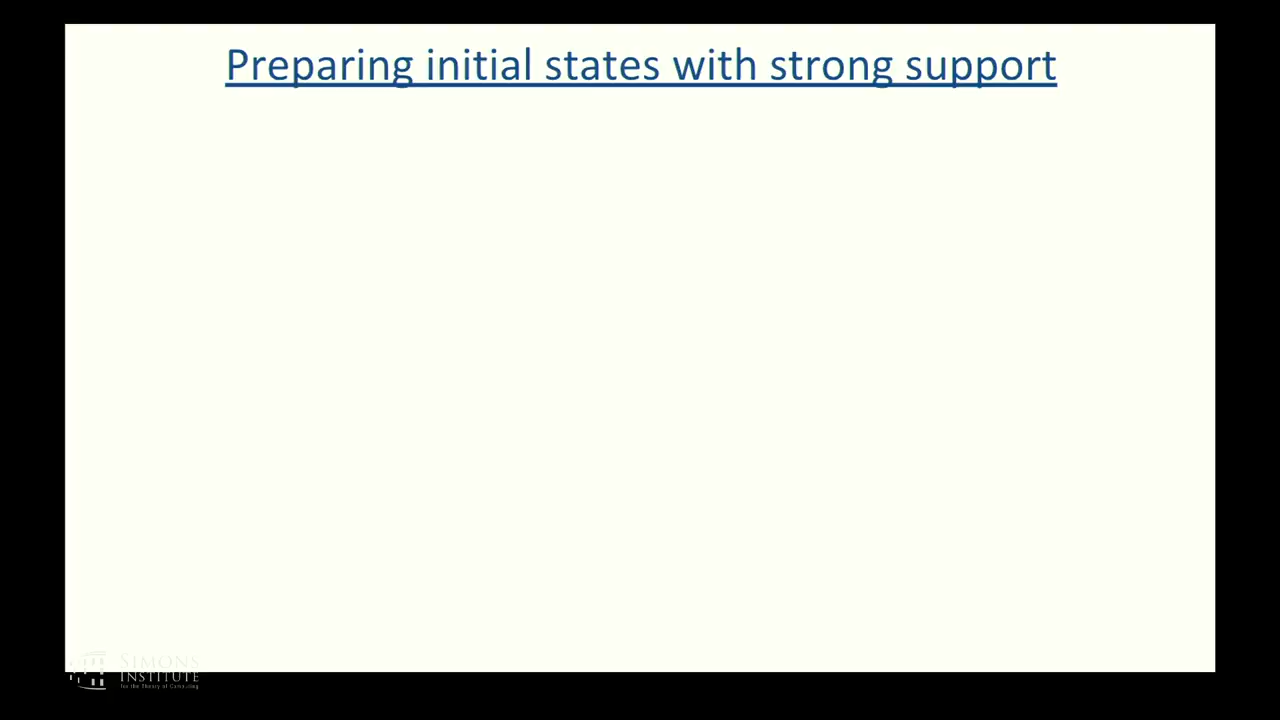 Preparing initial states with strong support
SIMONS
INSTITUTE
for the Theory of Computing